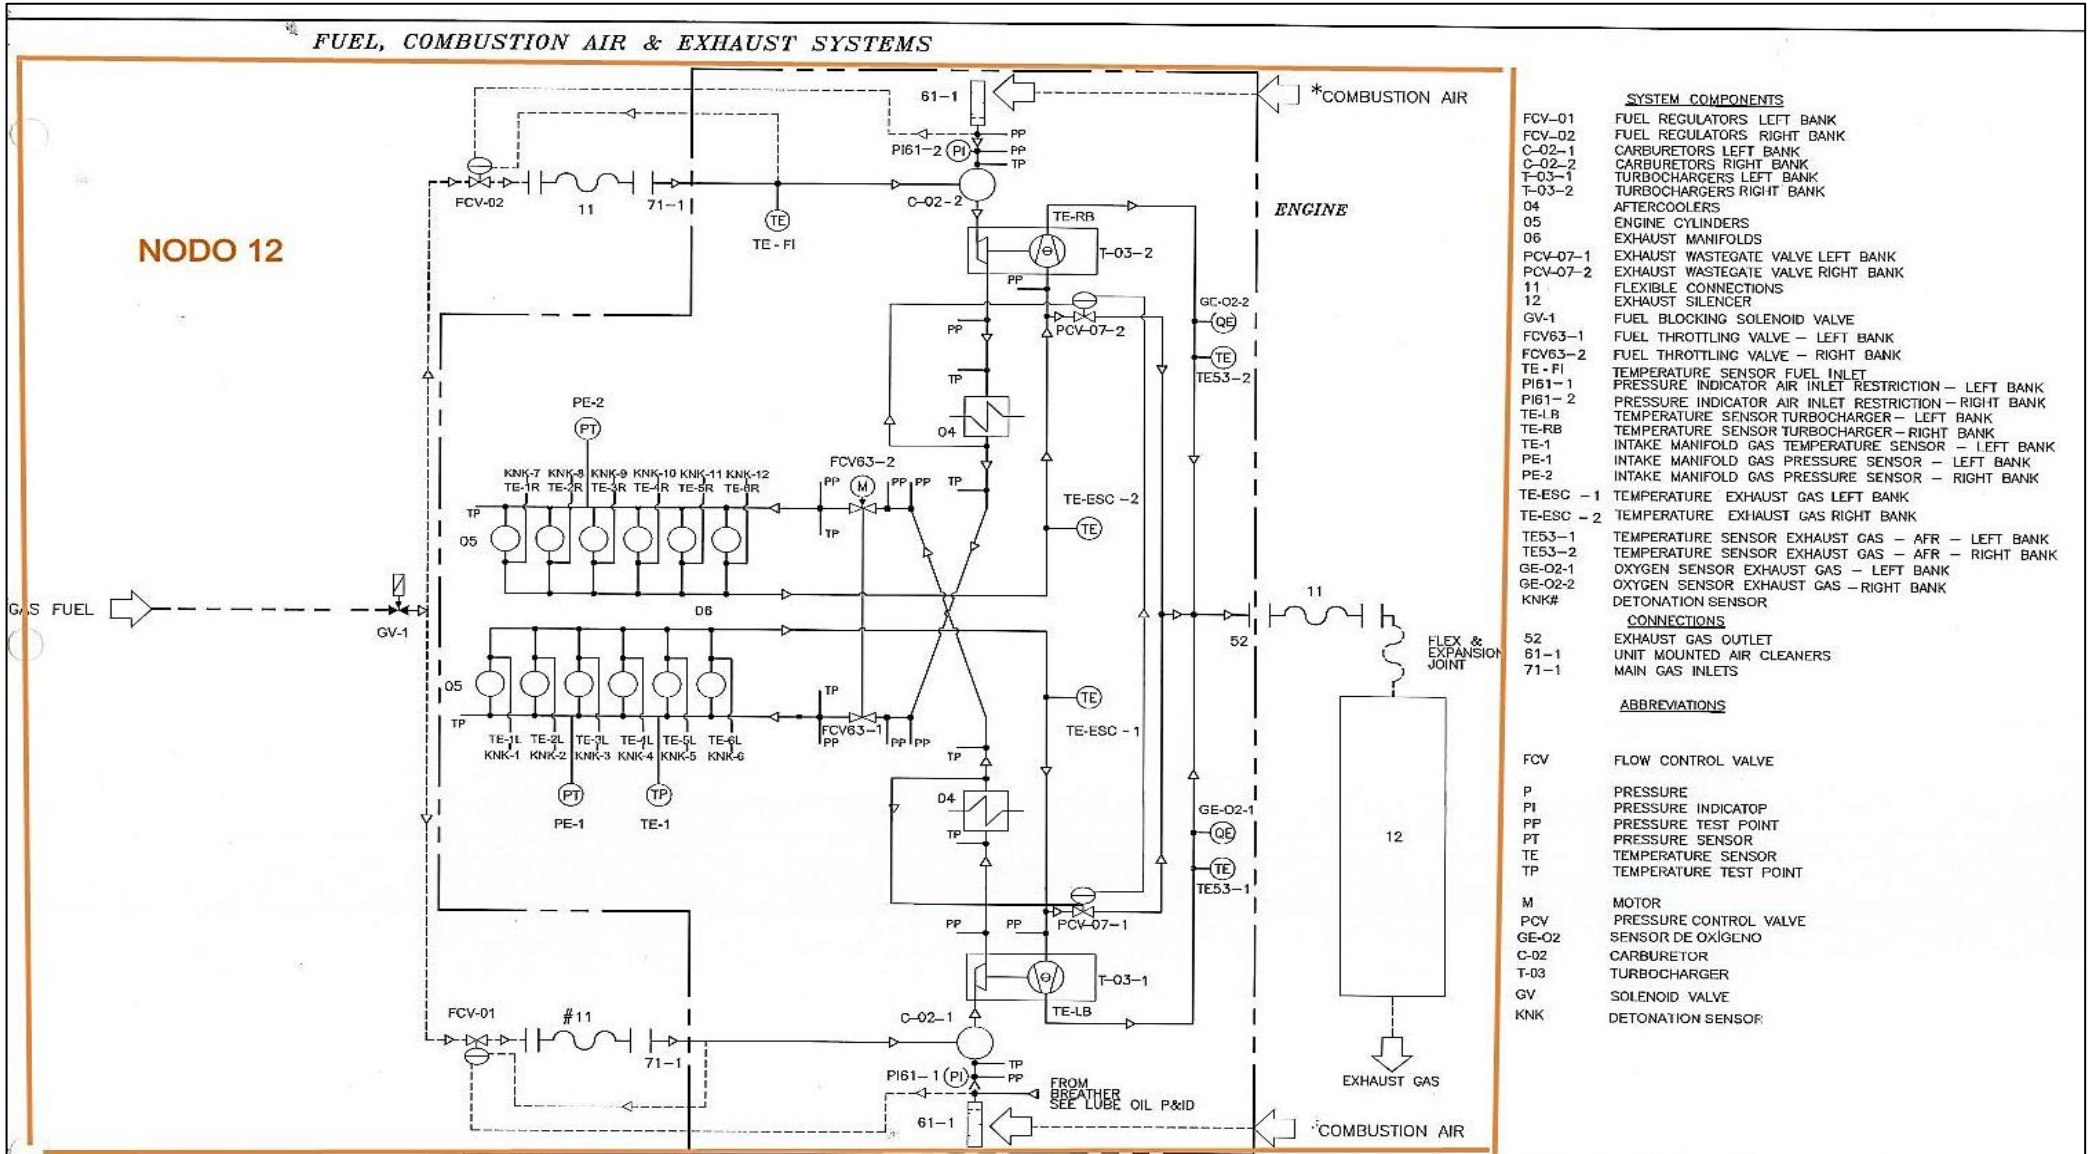 FUEL, COMBUSTION AIR & EXHAUST SYSTEMS
61-1
*COMBUSTION AIR
PP
PI61-2 PI PP
TP
FCV-02
11
71-1
C-02-2
TE
TE-FI
TE-RB
ENGINE
NODO 12
T-03-2
PP
GE-02-2
QE
PP
PCV-07-2
TE
TE53-2
TP
PE-2
PT
04
FCV63-2
KNK-7 KNK-8 KNK-9 KNK-10 KNK-11 KNK-12
TE-1R TE-2R TE-3R TE-4R TE-5R TE-6R
PP M PP PP
TP
TE-ESC -2
TP
TP
TE
05
GAS FUEL
GV-1
06
11
52
FLEX &
EXPANSION
JOINT
05
TP
TP
TE
FCV63-1
PP PP PP
TE-ESC -1
TE-1L TE-2L TE-3L TE-4L TE-5L TE-6L
KNK-1 KNK-2 KNK-3 KNK-4 KNK-5 KNK-6
TP
PT
TP
PE-1 TE-1
04
TP
GE-02-1
QE
TE
TE53-1
12
PP PP
PCV-07-1
T-03-1
FCV-01
#11
71-1
C-02-1
TE-LB
TP
PI61-1 PI PP
FROM
BREATHER
SEE LUBE OIL P&ID
61-1
COMBUSTION AIR
EXHAUST GAS
SYSTEM COMPONENTS
FCV-01 FUEL REGULATORS LEFT BANK
FCV-02 FUEL REGULATORS RIGHT BANK
C-02-1 CARBURETORS LEFT BANK
C-02-2 CARBURETORS RIGHT BANK
T-03-1 TURBOCHARGERS LEFT BANK
T-03-2 TURBOCHARGERS RIGHT BANK
04 AFTERCOOLERS
05 ENGINE CYLINDERS
06 EXHAUST MANIFOLDS
PCV-07-1 EXHAUST WASTEGATE VALVE LEFT BANK
PCV-07-2 EXHAUST WASTEGATE VALVE RIGHT BANK
11 FLEXIBLE CONNECTIONS
12 EXHAUST SILENCER
GV-1 FUEL BLOCKING SOLENOID VALVE
FCV63-1 FUEL THROTTLING VALVE - LEFT BANK
FCV63-2 FUEL THROTTLING VALVE - RIGHT BANK
TE-FI TEMPERATURE SENSOR FUEL INLET
PI61-1 PRESSURE INDICATOR AIR INLET RESTRICTION - LEFT BANK
PI61-2 PRESSURE INDICATOR AIR INLET RESTRICTION - RIGHT BANK
TE-LB TEMPERATURE SENSOR TURBOCHARGER - LEFT BANK
TE-RB TEMPERATURE SENSOR TURBOCHARGER - RIGHT BANK
TE-1 INTAKE MANIFOLD GAS TEMPERATURE SENSOR - LEFT BANK
PE-1 INTAKE MANIFOLD GAS PRESSURE SENSOR - LEFT BANK
PE-2 INTAKE MANIFOLD GAS PRESSURE SENSOR - RIGHT BANK
TE-ESC -1 TEMPERATURE EXHAUST GAS LEFT BANK
TE-ESC -2 TEMPERATURE EXHAUST GAS RIGHT BANK
TE53-1 TEMPERATURE SENSOR EXHAUST GAS - AFR - LEFT BANK
TE53-2 TEMPERATURE SENSOR EXHAUST GAS - AFR - RIGHT BANK
GE-O2-1 OXYGEN SENSOR EXHAUST GAS - LEFT BANK
GE-O2-2 OXYGEN SENSOR EXHAUST GAS - RIGHT BANK
KNK# DETONATION SENSOR
CONNECTIONS
52 EXHAUST GAS OUTLET
61-1 UNIT MOUNTED AIR CLEANERS
71-1 MAIN GAS INLETS
ABBREVIATIONS
FCV FLOW CONTROL VALVE
P PRESSURE
PI PRESSURE INDICATOP
PP PRESSURE TEST POINT
PT PRESSURE SENSOR
TE TEMPERATURE SENSOR
TP TEMPERATURE TEST POINT
M MOTOR
PCV PRESSURE CONTROL VALVE
GE-O2 SENSOR DE OXÍGENO
C-02 CARBURETOR
T-03 TURBOCHARGER
GV SOLENOID VALVE
KNK DETONATION SENSOR